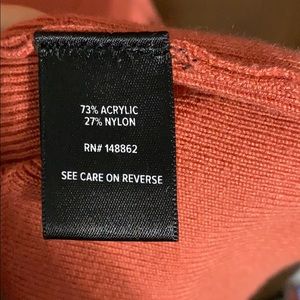 73% ACRYLIC
27% NYLON
RN# 148862
SEE CARE ON REVERSE